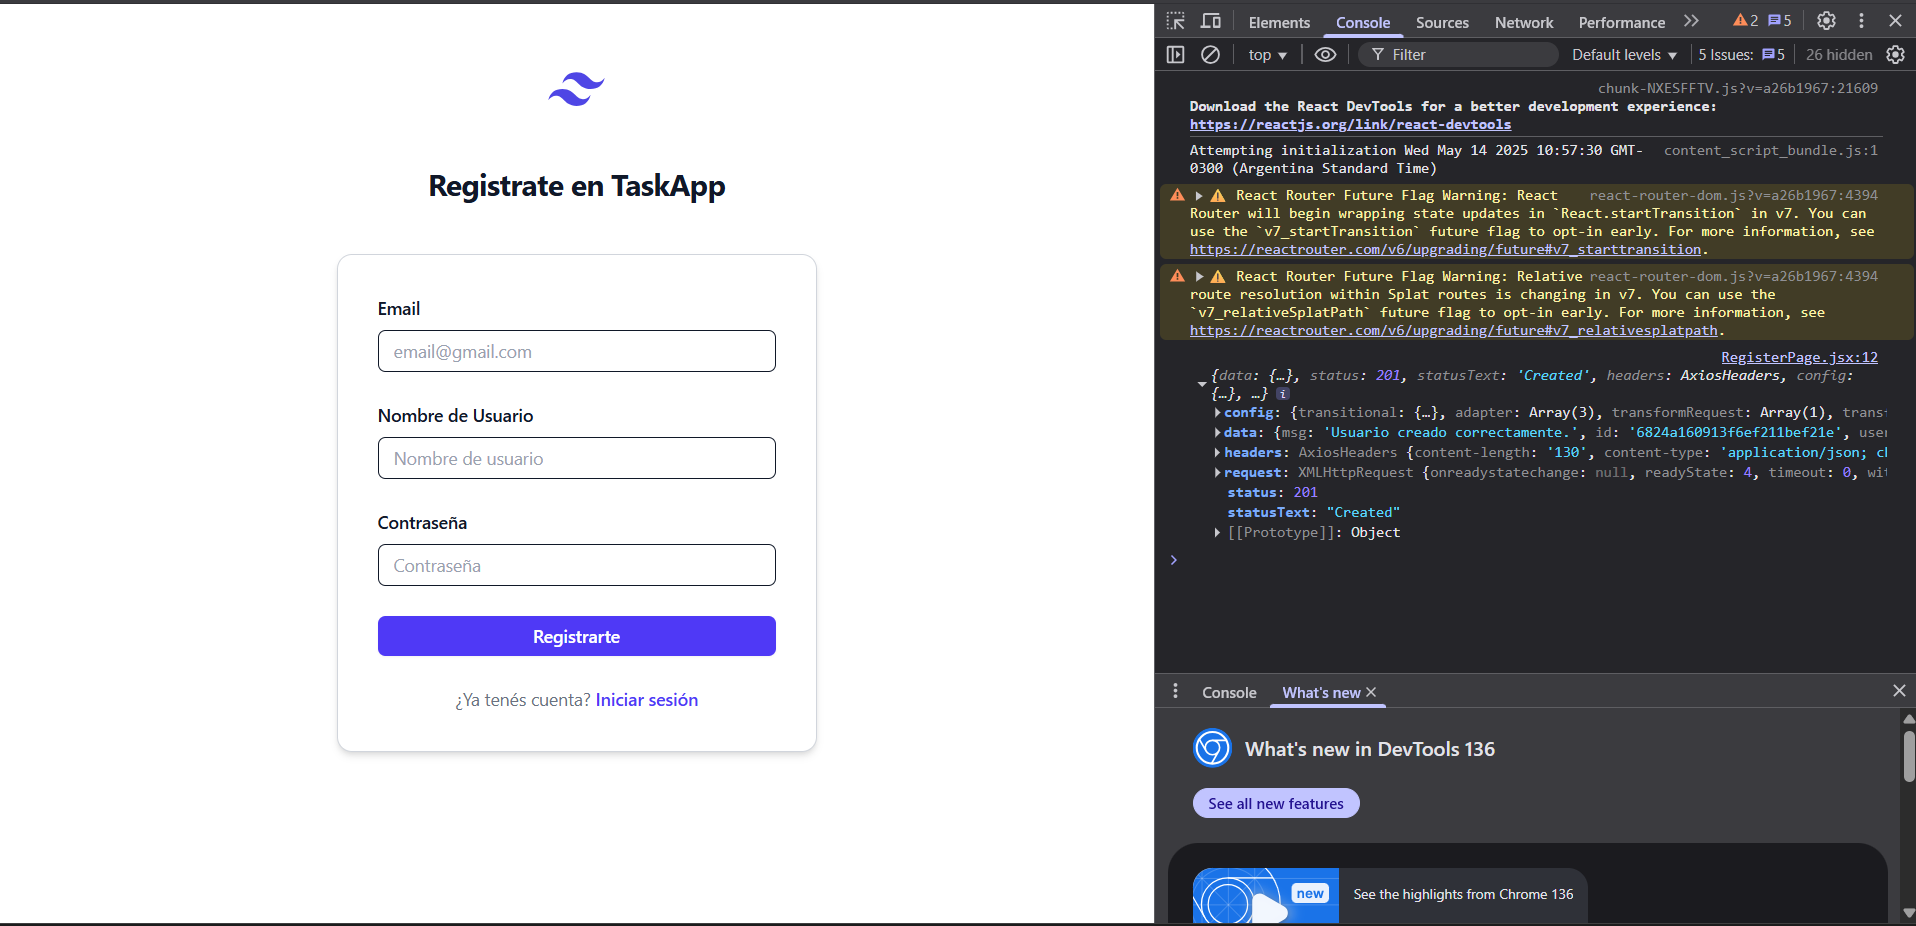 Registrate en TaskApp
Email
email@gmail.com
Nombre de Usuario
Nombre de usuario
Contraseña
Contraseña
Registrarte
¿Ya tenés cuenta? Iniciar sesión
Elements Console Sources Network Performance 2 5
top Filter Default levels 5 Issues: 5 26 hidden
chunk-NXESFFTV.js?v=a26b1967:21609
Download the React DevTools for a better development experience:
https://reactjs.org/link/react-devtools
Attempting initialization Wed May 14 2025 10:57:30 GMT- content_script_bundle.js:1
0300 (Argentina Standard Time)
React Router Future Flag Warning: React react-router-dom.js?v=a26b1967:4394
Router will begin wrapping state updates in `React.startTransition` in v7. You can
use the `v7_startTransition` future flag to opt-in early. For more information, see
https://reactrouter.com/v6/upgrading/future#v7_starttransition.
React Router Future Flag Warning: Relative react-router-dom.js?v=a26b1967:4394
route resolution within Splat routes is changing in v7. You can use the
`v7_relativeSplatPath` future flag to opt-in early. For more information, see
https://reactrouter.com/v6/upgrading/future#v7_relativesplatpath.
RegisterPage.jsx:12
{data: {…}, status: 201, statusText: 'Created', headers: AxiosHeaders, config:
{…}, …} i
config: {transitional: {…}, adapter: Array(3), transformRequest: Array(1), trans
data: {msg: 'Usuario creado correctamente.', id: '6824a160913f6ef211bef21e', user
headers: AxiosHeaders {content-length: '130', content-type: 'application/json; c
request: XMLHttpRequest {onreadystatechange: null, readyState: 4, timeout: 0, wit
status: 201
statusText: "Created"
[[Prototype]]: Object
Console What's new
What's new in DevTools 136
See all new features
new
See the highlights from Chrome 136